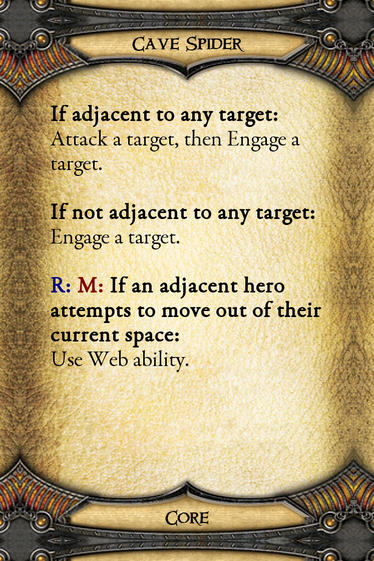 Cave Spider
If adjacent to any target:
Attack a target, then Engage a
target.
If not adjacent to any target:
Engage a target.
R: M: If an adjacent hero
attempts to move out of their
current space:
Use Web ability.
Core